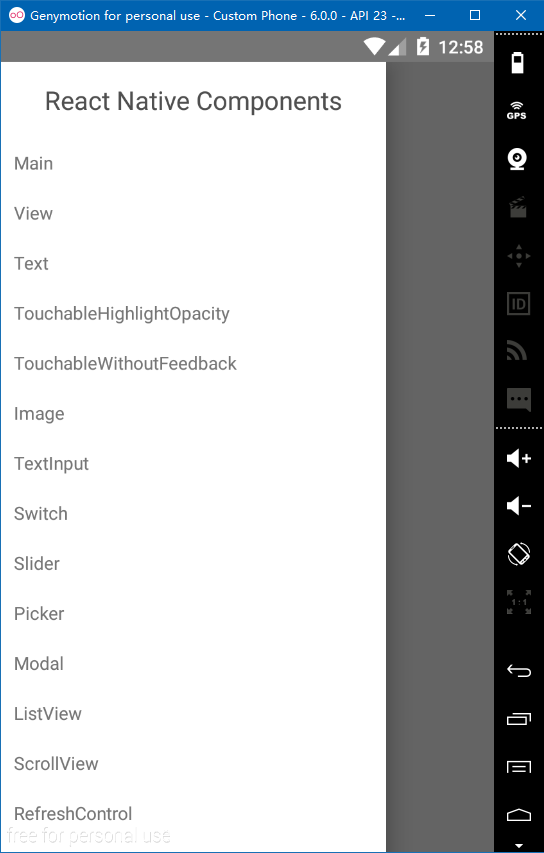 Genymotion for personal use - Custom Phone - 6.0.0 - API 23 -...
12:58
React Native Components
Main
View
Text
TouchableHighlightOpacity
TouchableWithoutFeedback
Image
TextInput
Switch
Slider
Picker
Modal
ListView
ScrollView
RefreshControl
free for personal use
GPS
ID
1:1